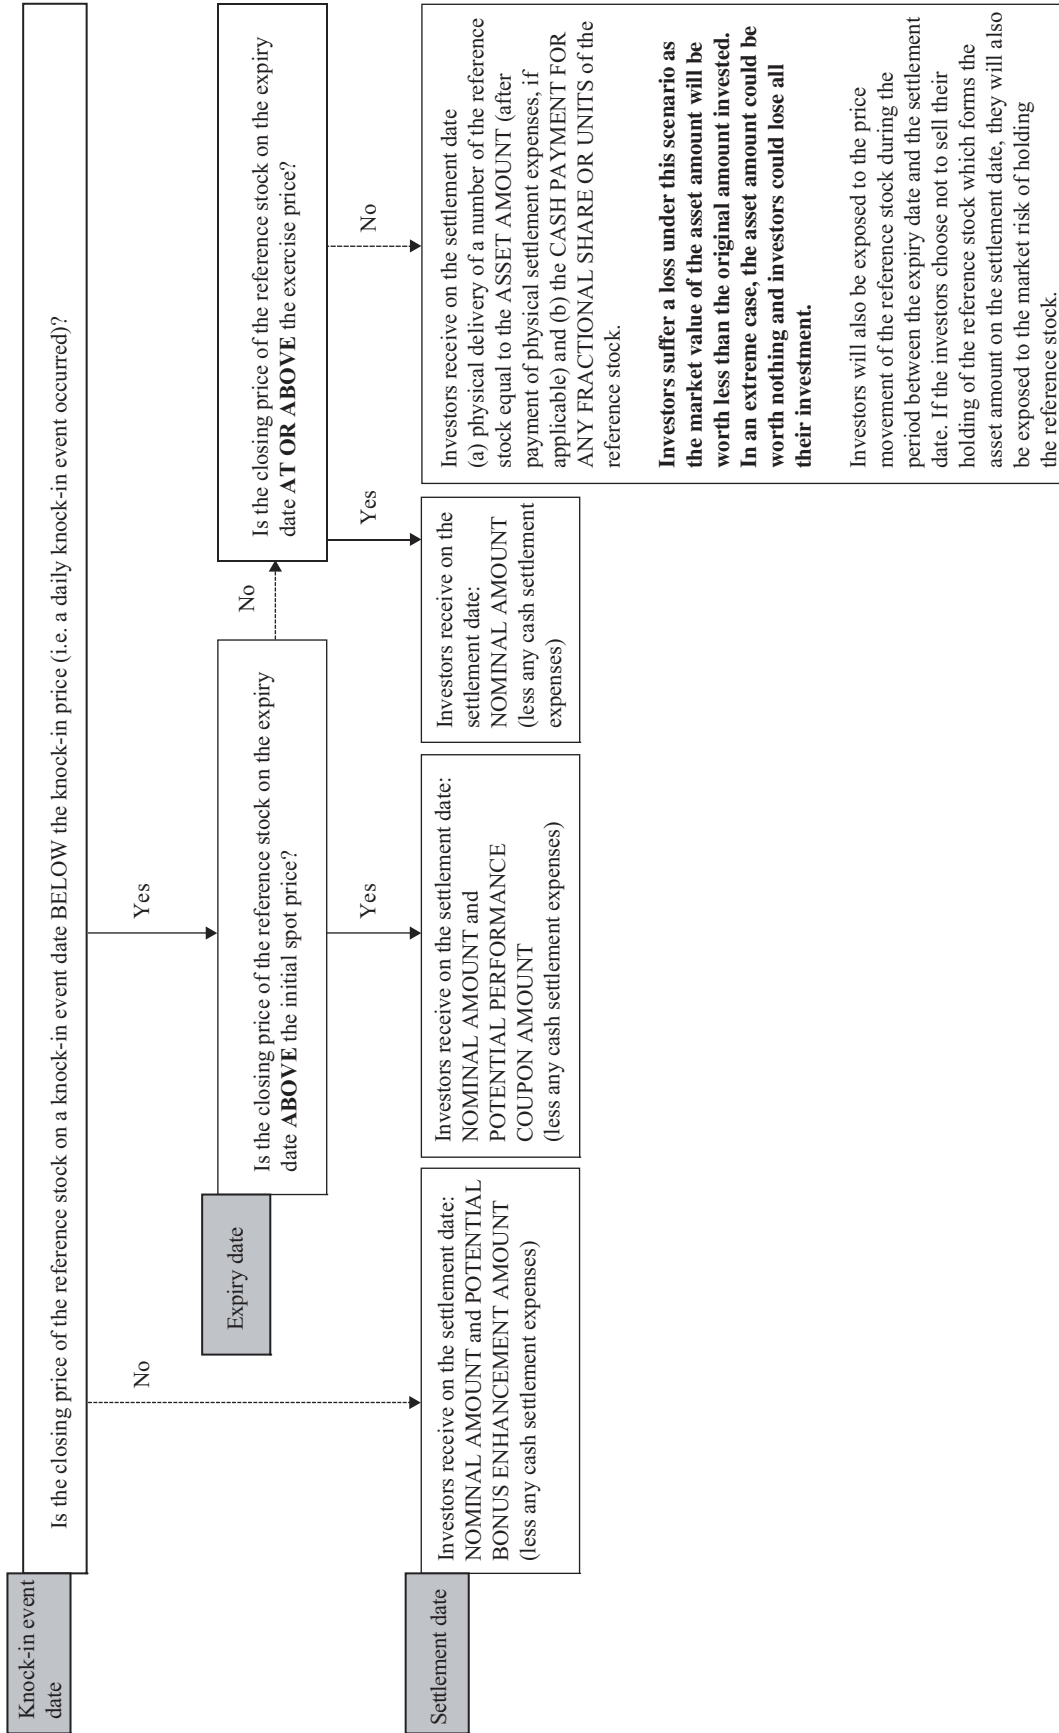 Knock-in event
date
Is the closing price of the reference stock on a knock-in event date BELOW the knock-in price (i.e. a daily knock-in event occurred)?
No
Yes
Expiry date
Is the closing price of the reference stock on the expiry
date ABOVE the initial spot price?
No
Is the closing price of the reference stock on the expiry
date AT OR ABOVE the exercise price?
Yes
Yes
No
Settlement date
Investors receive on the settlement date:
NOMINAL AMOUNT and POTENTIAL
BONUS ENHANCEMENT AMOUNT
(less any cash settlement expenses)
Investors receive on the settlement date:
NOMINAL AMOUNT and
POTENTIAL PERFORMANCE
COUPON AMOUNT
(less any cash settlement expenses)
Investors receive on the
settlement date:
NOMINAL AMOUNT
(less any cash settlement
expenses)
Investors receive on the settlement date
(a) physical delivery of a number of the reference
stock equal to the ASSET AMOUNT (after
payment of physical settlement expenses, if
applicable) and (b) the CASH PAYMENT FOR
ANY FRACTIONAL SHARE OR UNITS of the
reference stock.
Investors suffer a loss under this scenario as
the market value of the asset amount will be
worth less than the original amount invested.
In an extreme case, the asset amount could be
worth nothing and investors could lose all
their investment.
Investors will also be exposed to the price
movement of the reference stock during the
period between the expiry date and the settlement
date. If the investors choose not to sell their
holding of the reference stock which forms the
asset amount on the settlement date, they will also
be exposed to the market risk of holding
the reference stock.